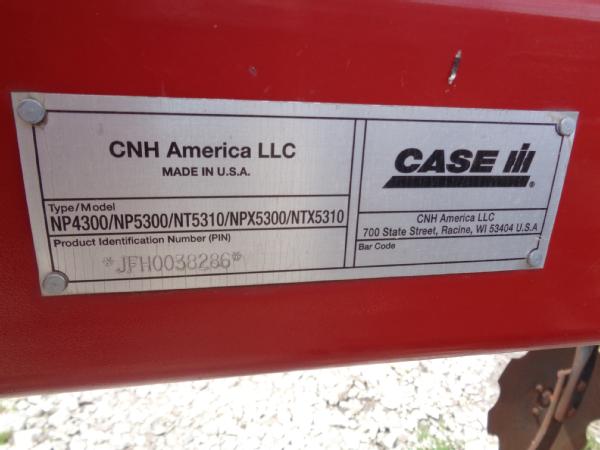 CNH America LLC
MADE IN U.S.A.
Type/Model
NP4300/NP5300/NT5310/NPX5300/NTX5310
Product Identification Number (PIN)
*JFH0038286*
CASE IH
CNH America LLC
700 State Street, Racine, WI 53404 U.S.A
Bar Code